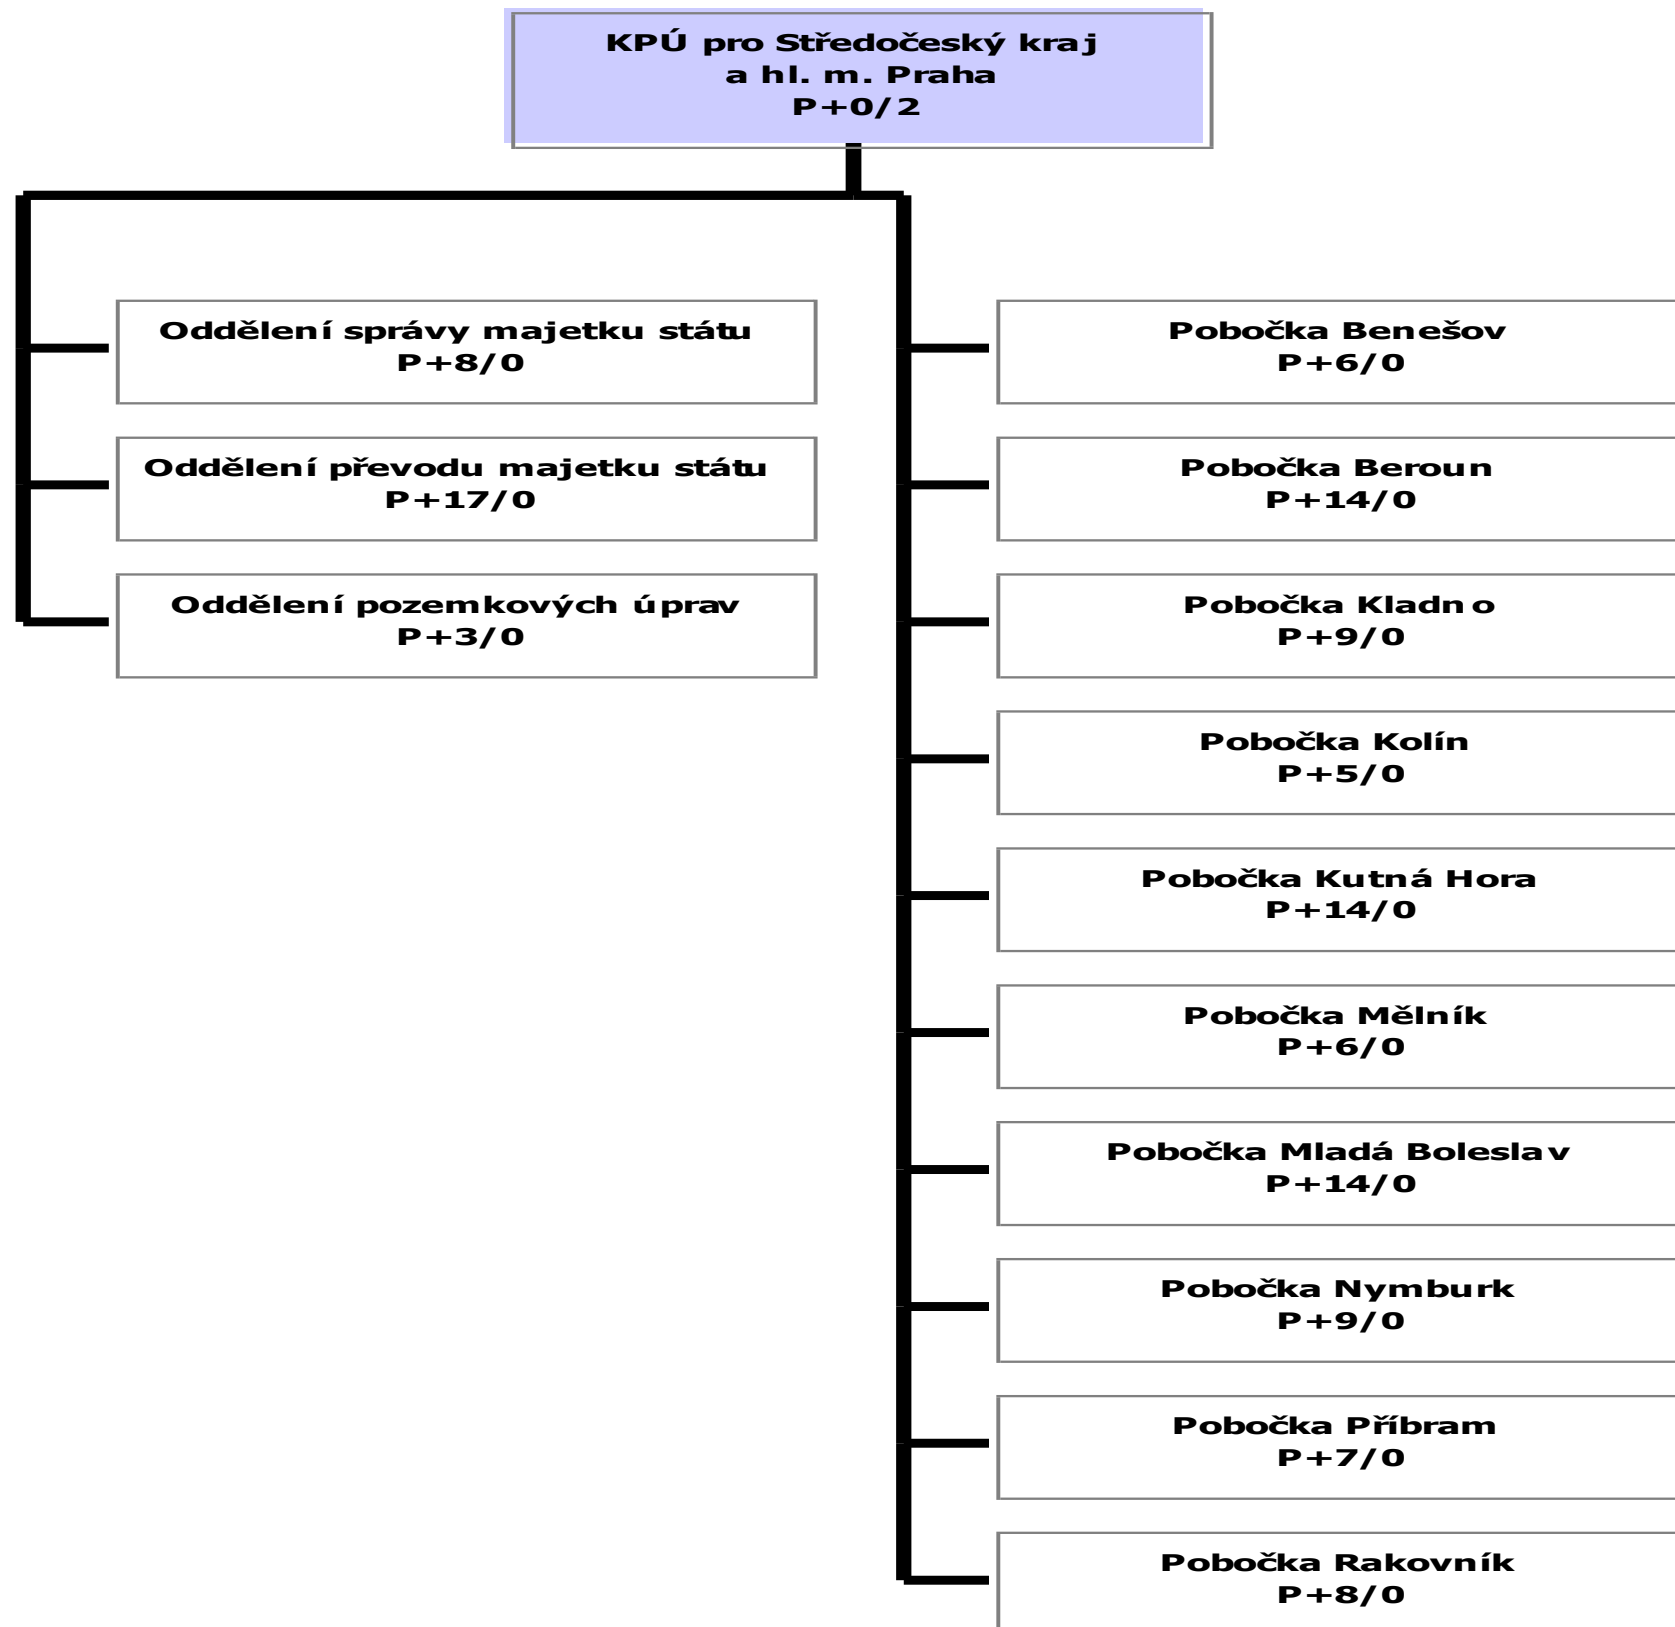 KPÚ pro Středočeský kraj
a hl. m. Praha
P+0/2
Oddělení správy majetku státu
P+8/0
Oddělení převodu majetku státu
P+17/0
Oddělení pozemkových úprav
P+3/0
Pobočka Benešov
P+6/0
Pobočka Beroun
P+14/0
Pobočka Kladno
P+9/0
Pobočka Kolín
P+5/0
Pobočka Kutná Hora
P+14/0
Pobočka Mělník
P+6/0
Pobočka Mladá Boleslav
P+14/0
Pobočka Nymburk
P+9/0
Pobočka Příbram
P+7/0
Pobočka Rakovník
P+8/0